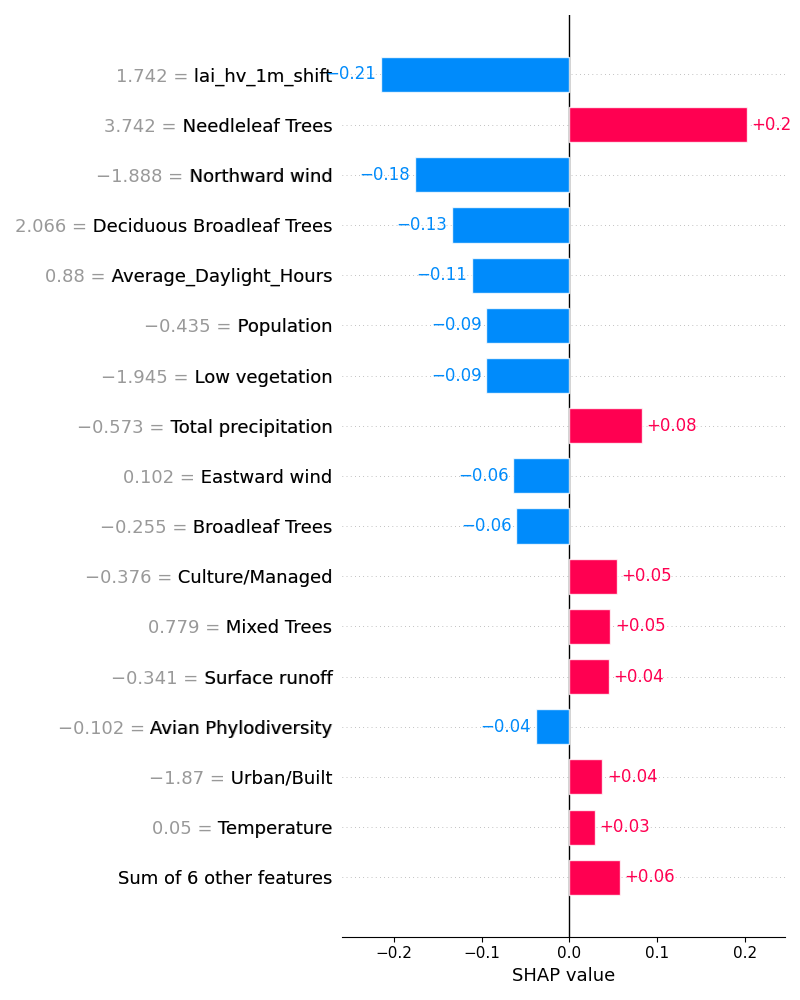 1.742 = lai_hv_1m_shift −0.21
3.742 = Needleleaf Trees +0.2
−1.888 = Northward wind −0.18
2.066 = Deciduous Broadleaf Trees −0.13
0.88 = Average_Daylight_Hours −0.11
−0.435 = Population −0.09
−1.945 = Low vegetation −0.09
−0.573 = Total precipitation +0.08
0.102 = Eastward wind −0.06
−0.255 = Broadleaf Trees −0.06
−0.376 = Culture/Managed +0.05
0.779 = Mixed Trees +0.05
−0.341 = Surface runoff +0.04
−0.102 = Avian Phylodiversity −0.04
−1.87 = Urban/Built +0.04
0.05 = Temperature +0.03
Sum of 6 other features +0.06
−0.2 −0.1 0.0 0.1 0.2
SHAP value